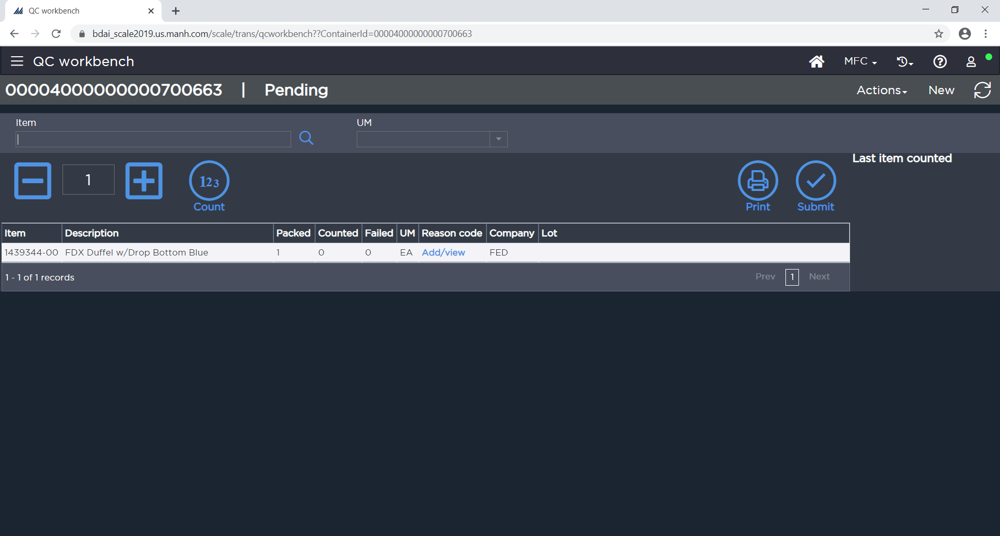 QC workbench
bdai_scale2019.us.manh.com/scale/trans/qcworkbench??ContainerId=00004000000000700663
QC workbench
MFC
00004000000000700663 | Pending
Actions
New
Item
UM
1
123
Count
Print
Submit
Last item counted
Item Description Packed Counted Failed UM Reason code Company Lot
1439344-00 FDX Duffel w/Drop Bottom Blue 1 0 0 EA Add/view FED
1 - 1 of 1 records
Prev 1 Next